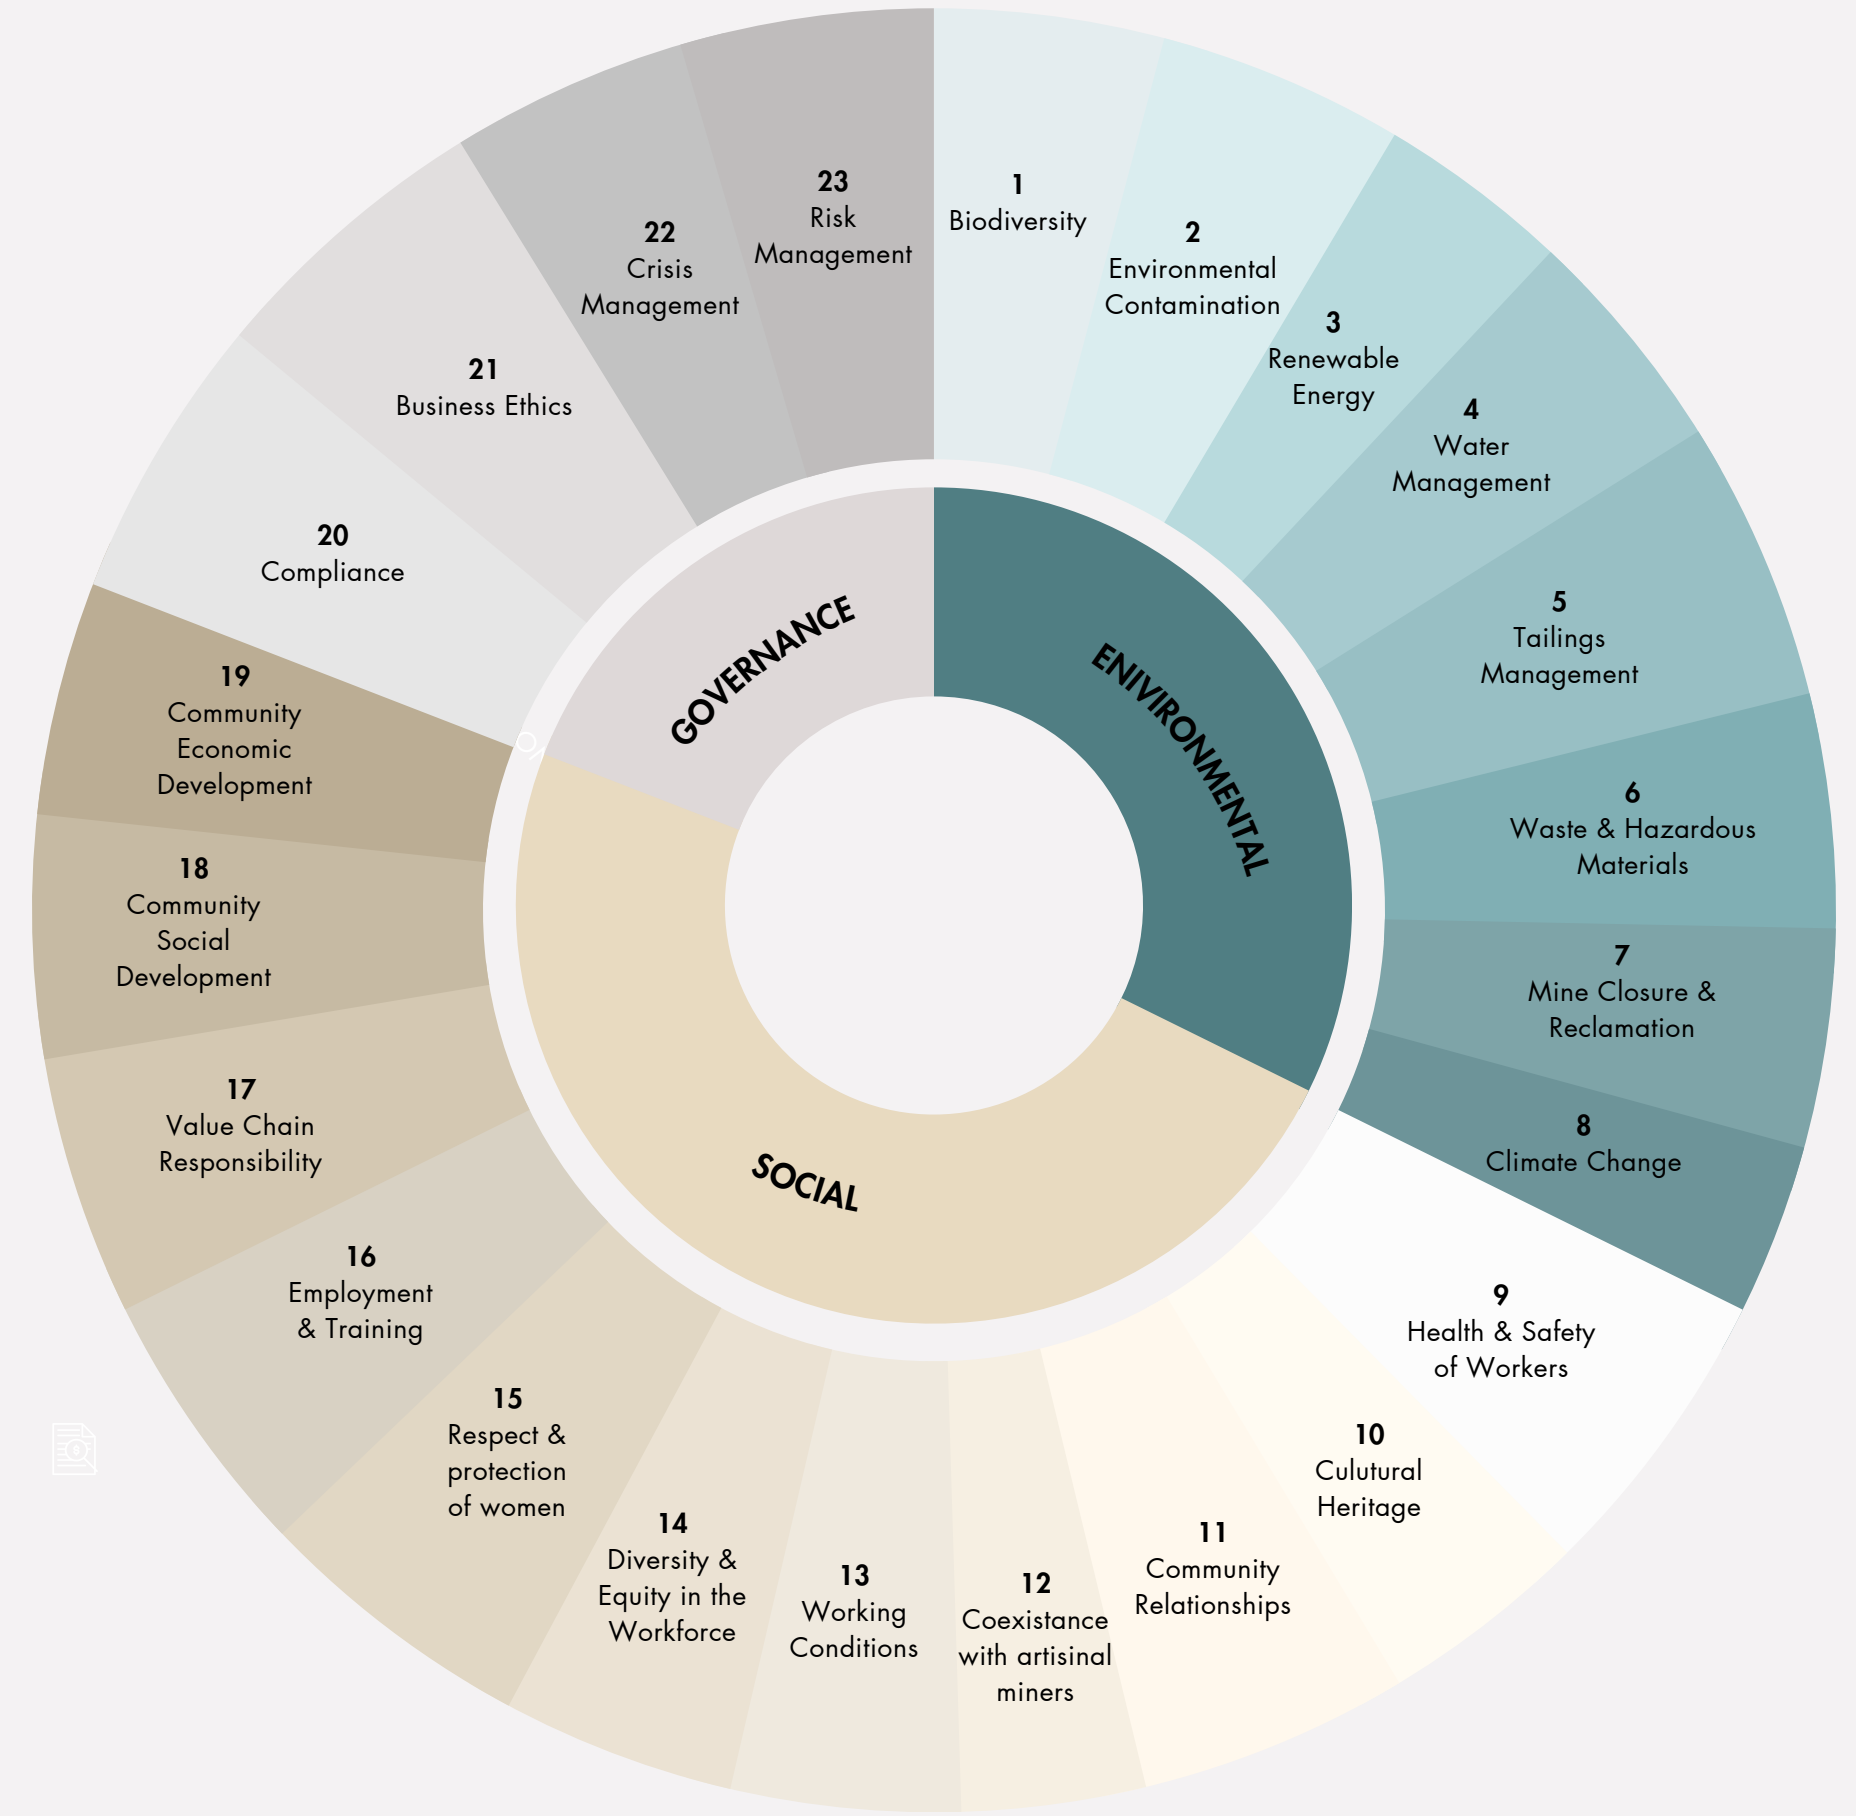 1
Biodiversity
2
Environmental
Contamination
3
Renewable
Energy
4
Water
Management
5
Tailings
Management
6
Waste & Hazardous
Materials
7
Mine Closure &
Reclamation
8
Climate Change
9
Health & Safety
of Workers
10
Culutural
Heritage
11
Community
Relationships
12
Coexistance
with artisinal
miners
13
Working
Conditions
14
Diversity &
Equity in the
Workforce
15
Respect &
protection
of women
16
Employment
& Training
17
Value Chain
Responsibility
18
Community
Social
Development
19
Community
Economic
Development
20
Compliance
21
Business Ethics
22
Crisis
Management
23
Risk
Management
GOVERNANCE
ENIVIRONMENTAL
SOCIAL